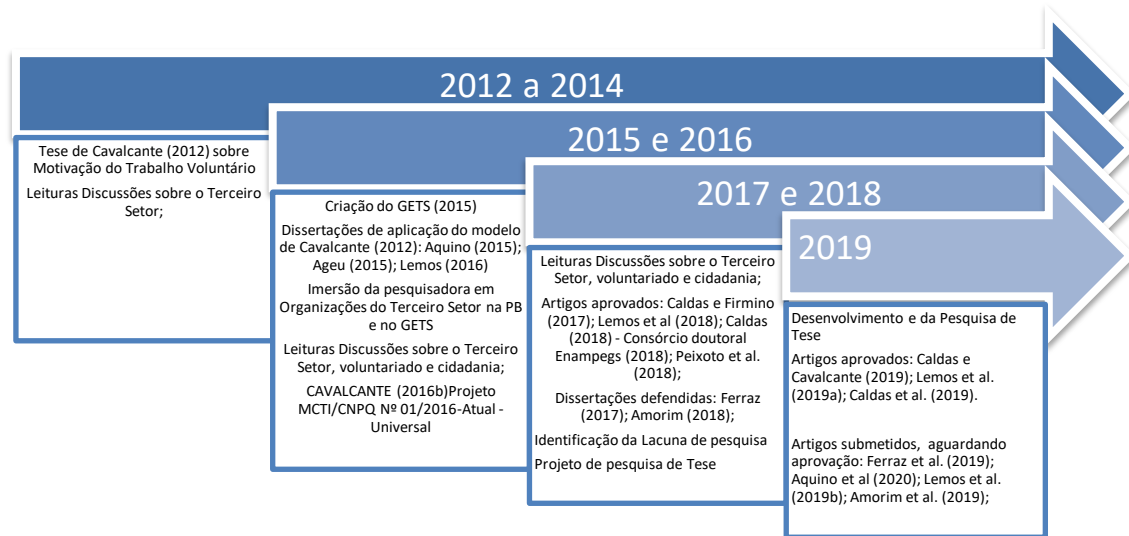 2012 a 2014
Tese de Cavalcante (2012) sobre
Motivação do Trabalho Voluntário
Leituras Discussões sobre o Terceiro
Setor;
2015 e 2016
Criação do GETS (2015)
Dissertações de aplicação do modelo
de Cavalcante (2012): Aquino (2015);
Ageu (2015); Lemos (2016)
Imersão da pesquisadora em
Organizações do Terceiro Setor na PB
e no GETS
Leituras Discussões sobre o Terceiro
Setor, voluntariado e cidadania;
CAVALCANTE (2016b)Projeto
MCTI/CNPQ Nº 01/2016-Atual -
Universal
2017 e 2018
Leituras Discussões sobre o Terceiro
Setor, voluntariado e cidadania;
Artigos aprovados: Caldas e Firmino
(2017); Lemos et al (2018); Caldas
(2018) - Consórcio doutoral
Enampegs (2018); Peixoto et al.
(2018);
Dissertações defendidas: Ferraz
(2017); Amorim (2018);
Identificação da Lacuna de pesquisa
Projeto de pesquisa de Tese
2019
Desenvolvimento e da Pesquisa de
Tese
Artigos aprovados: Caldas e
Cavalcante (2019); Lemos et al.
(2019a); Caldas et al. (2019).
Artigos submetidos, aguardando
aprovação: Ferraz et al. (2019);
Aquino et al (2020); Lemos et al.
(2019b); Amorim et al. (2019);